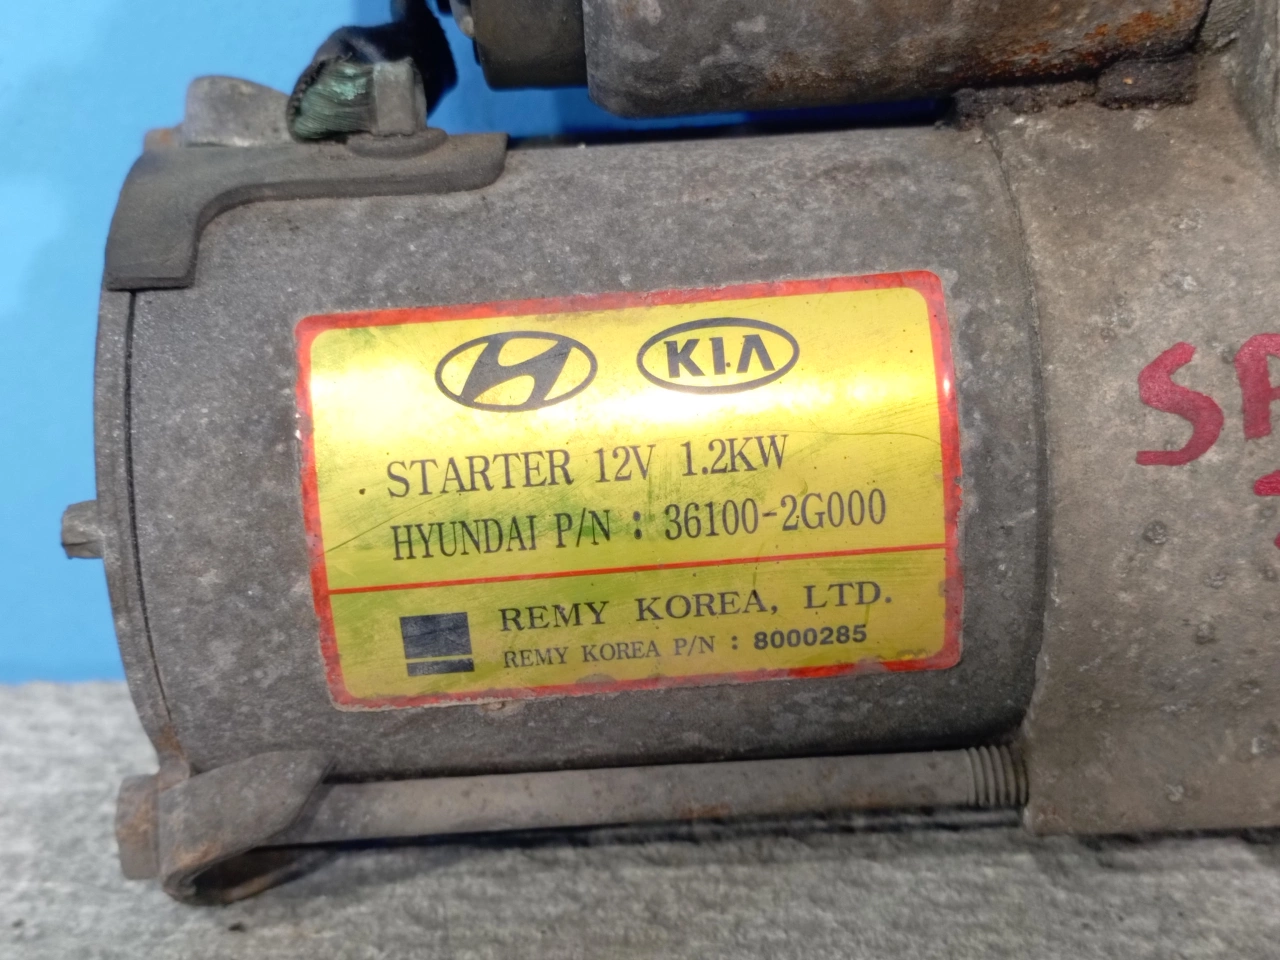 KIA
STARTER 12V 1.2KW
HYUNDAI P/N : 36100-2G000
REMY KOREA, LTD.
REMY KOREA P/N : 8000285